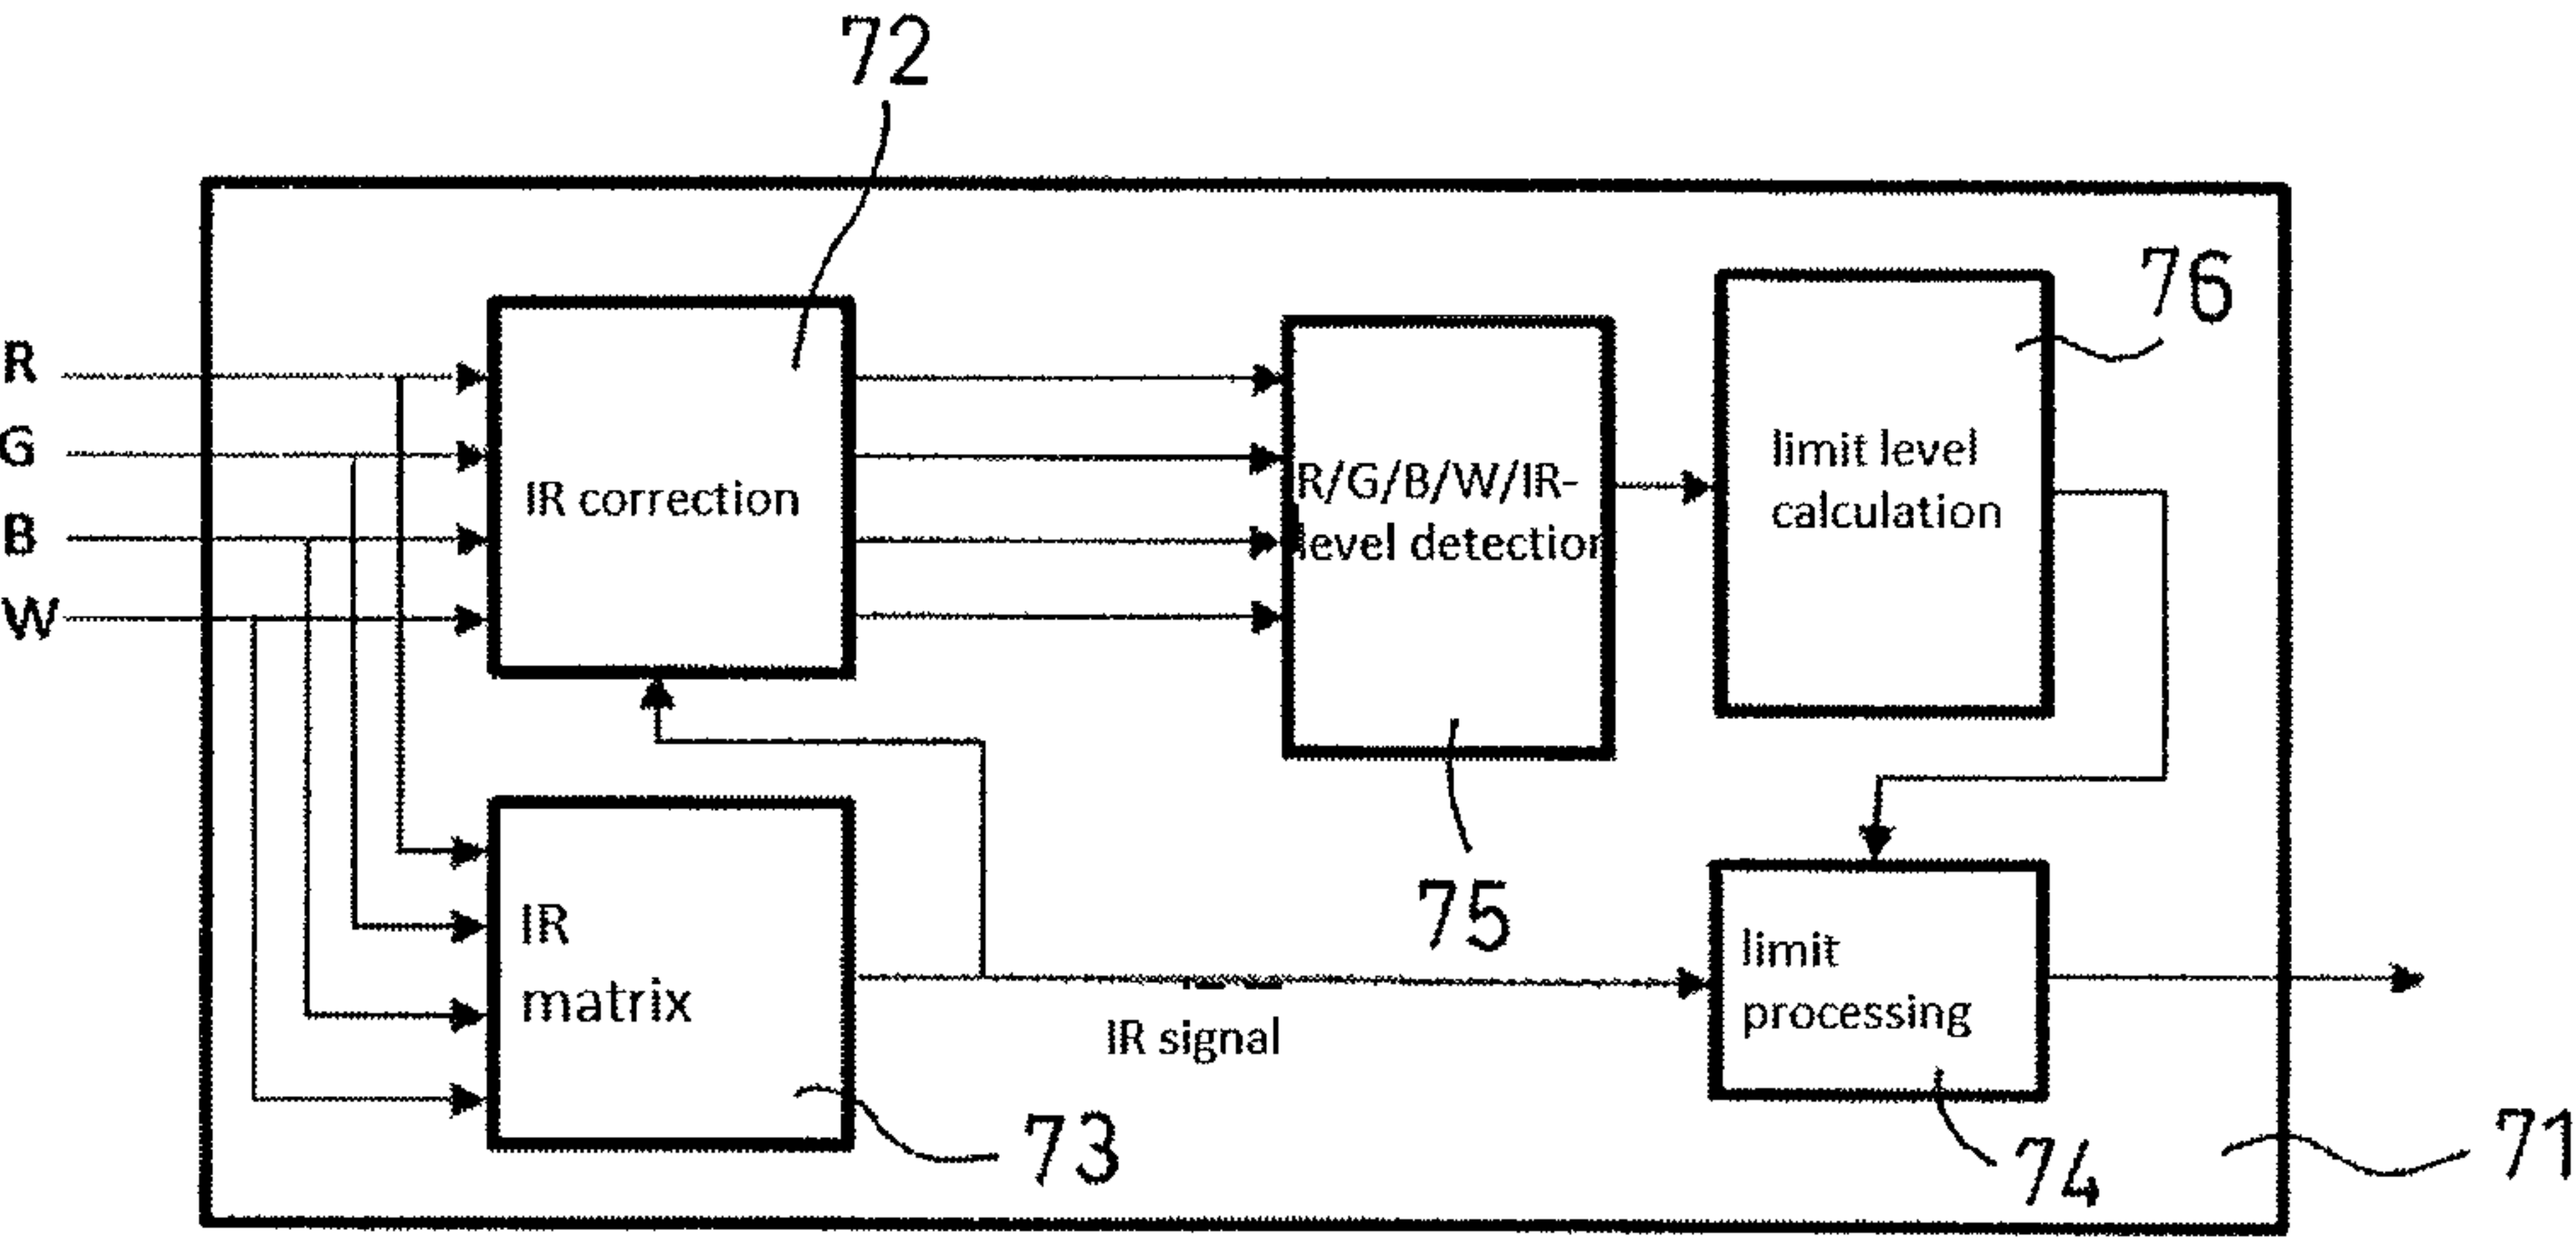 72
76
R
G
B
W
IR correction
R/G/B/W/IR-
level detection
limit level
calculation
75
IR
matrix
IR signal
limit
processing
73
74
71